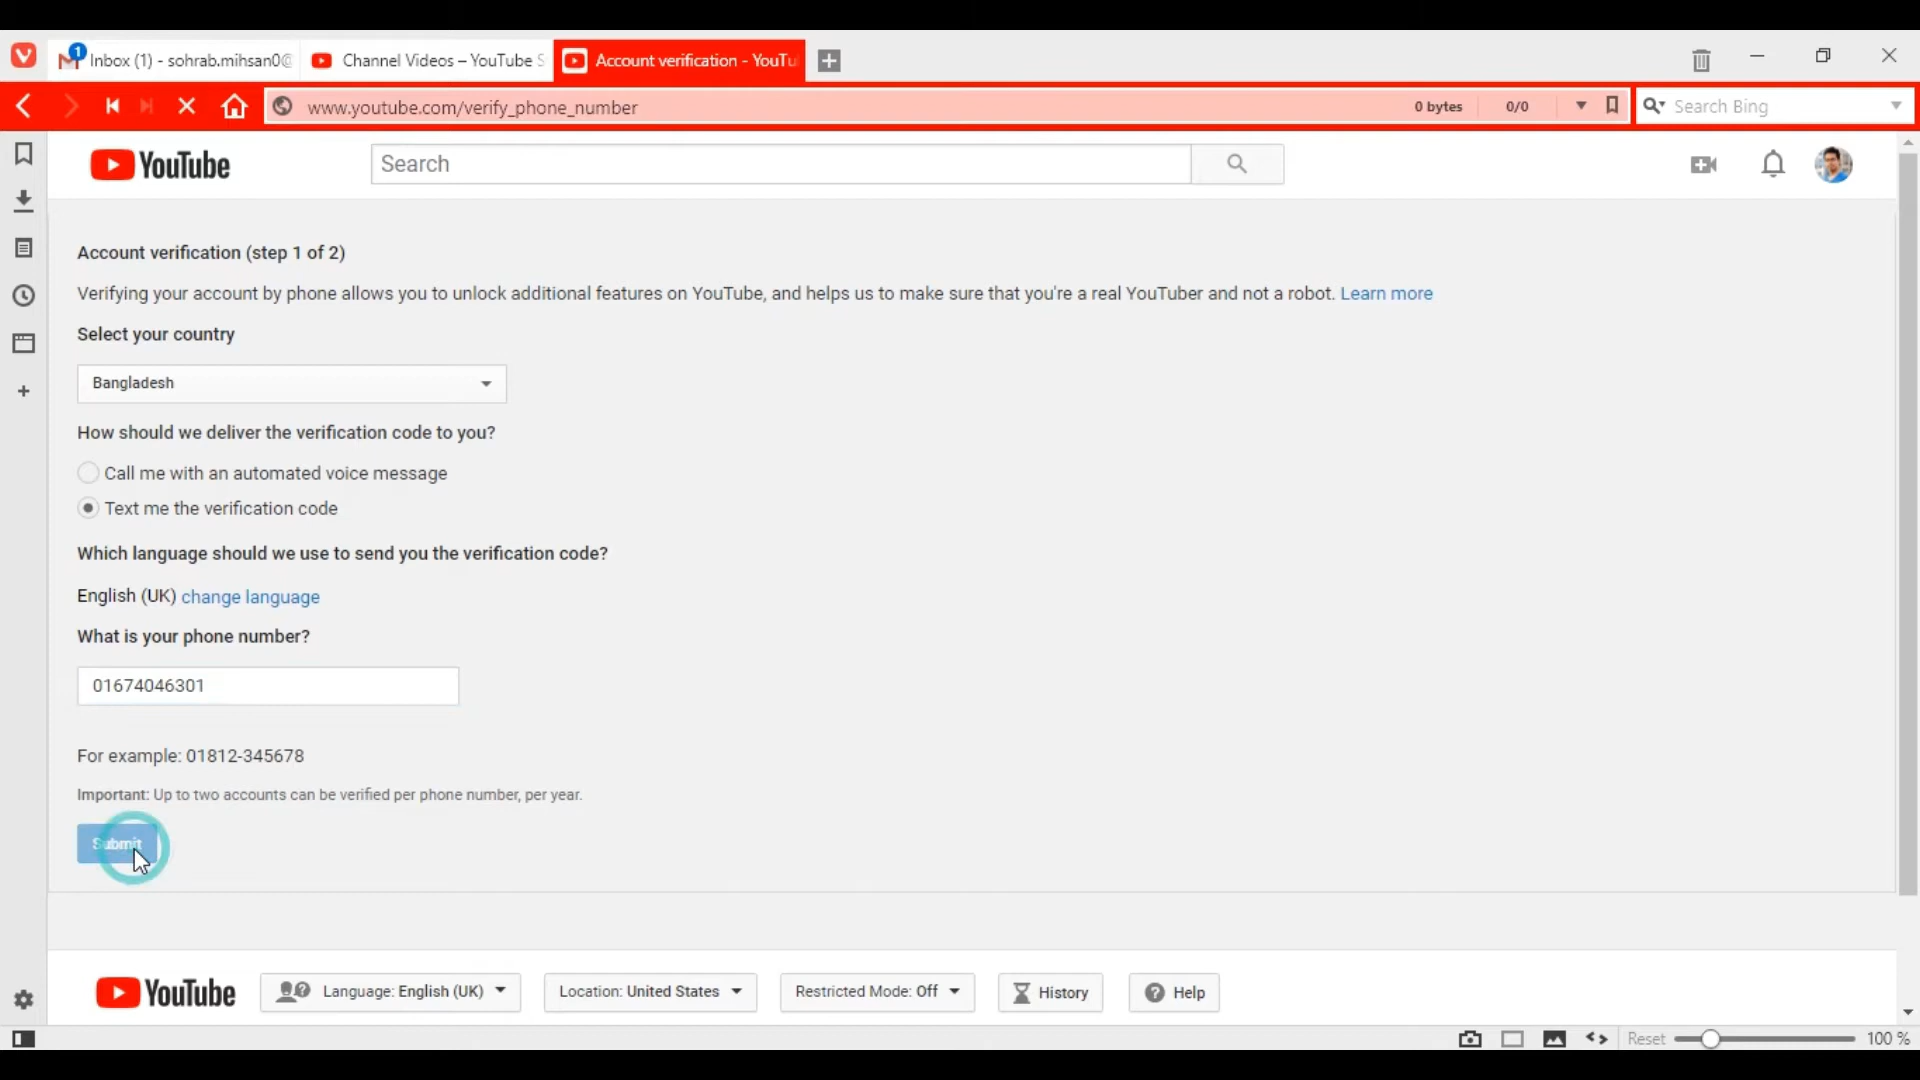 1
Inbox (1) - sohrab.mihsan0@
Channel Videos – YouTube S
Account verification - YouTu
www.youtube.com/verify_phone_number
0 bytes
0/0
Search Bing
YouTube
Search
Account verification (step 1 of 2)
Verifying your account by phone allows you to unlock additional features on YouTube, and helps us to make sure that you're a real YouTuber and not a robot. Learn more
Select your country
Bangladesh
How should we deliver the verification code to you?
Call me with an automated voice message
Text me the verification code
Which language should we use to send you the verification code?
English (UK) change language
What is your phone number?
01674046301
For example: 01812-345678
Important: Up to two accounts can be verified per phone number, per year.
Submit
YouTube
Language: English (UK)
Location: United States
Restricted Mode: Off
History
Help
Reset
100 %